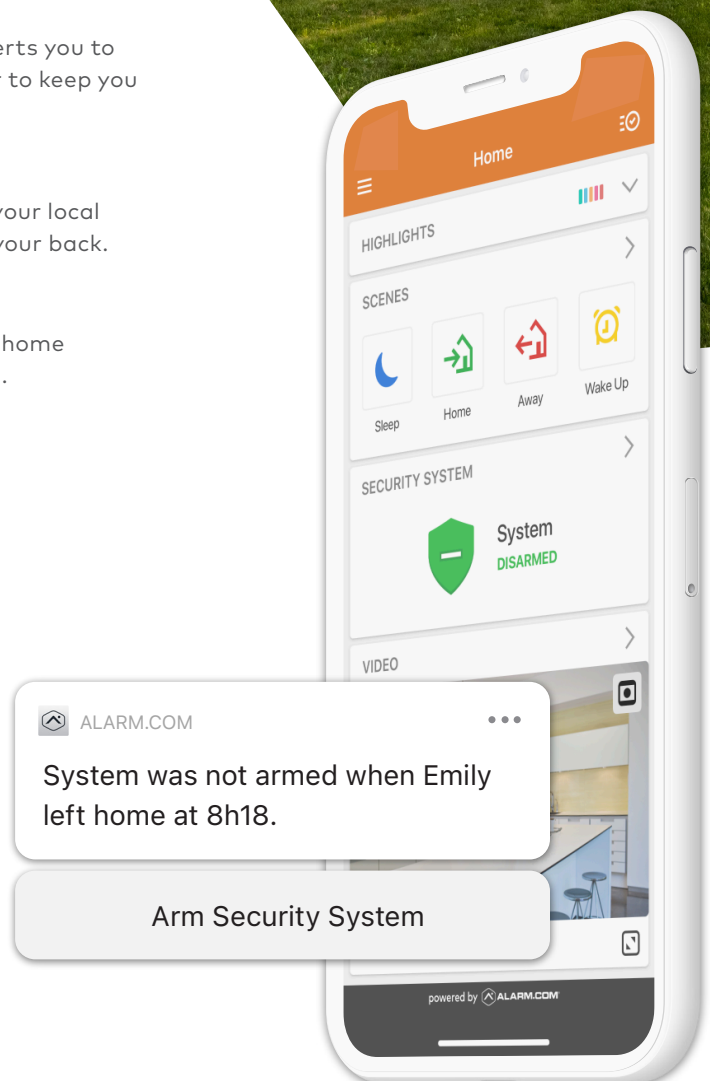 erts you to
to keep you
your local
your back.
home
.
Home
HIGHLIGHTS
SCENES
Sleep
Home
Away
Wake Up
SECURITY SYSTEM
System
DISARMED
VIDEO
ALARM.COM
System was not armed when Emily
left home at 8h18.
Arm Security System
powered by ALARM.COM